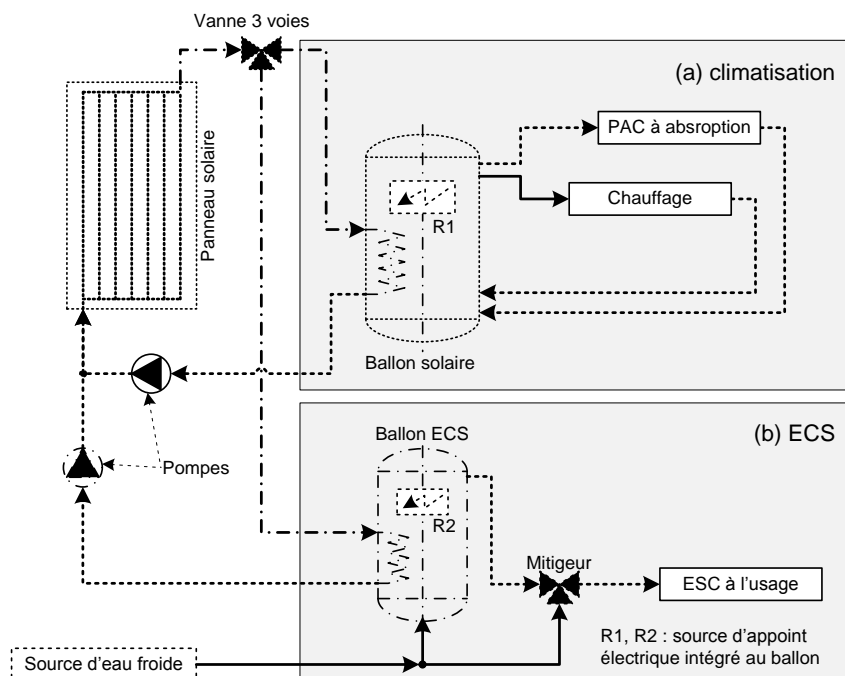 Vanne 3 voies
(a) climatisation
Panneau solaire
PAC à absroption
Chauffage
R1
Ballon solaire
Pompes
(b) ECS
Ballon ECS
R2
Mitigeur
ESC à l'usage
R1, R2 : source d'appoint
électrique intégré au ballon
Source d'eau froide